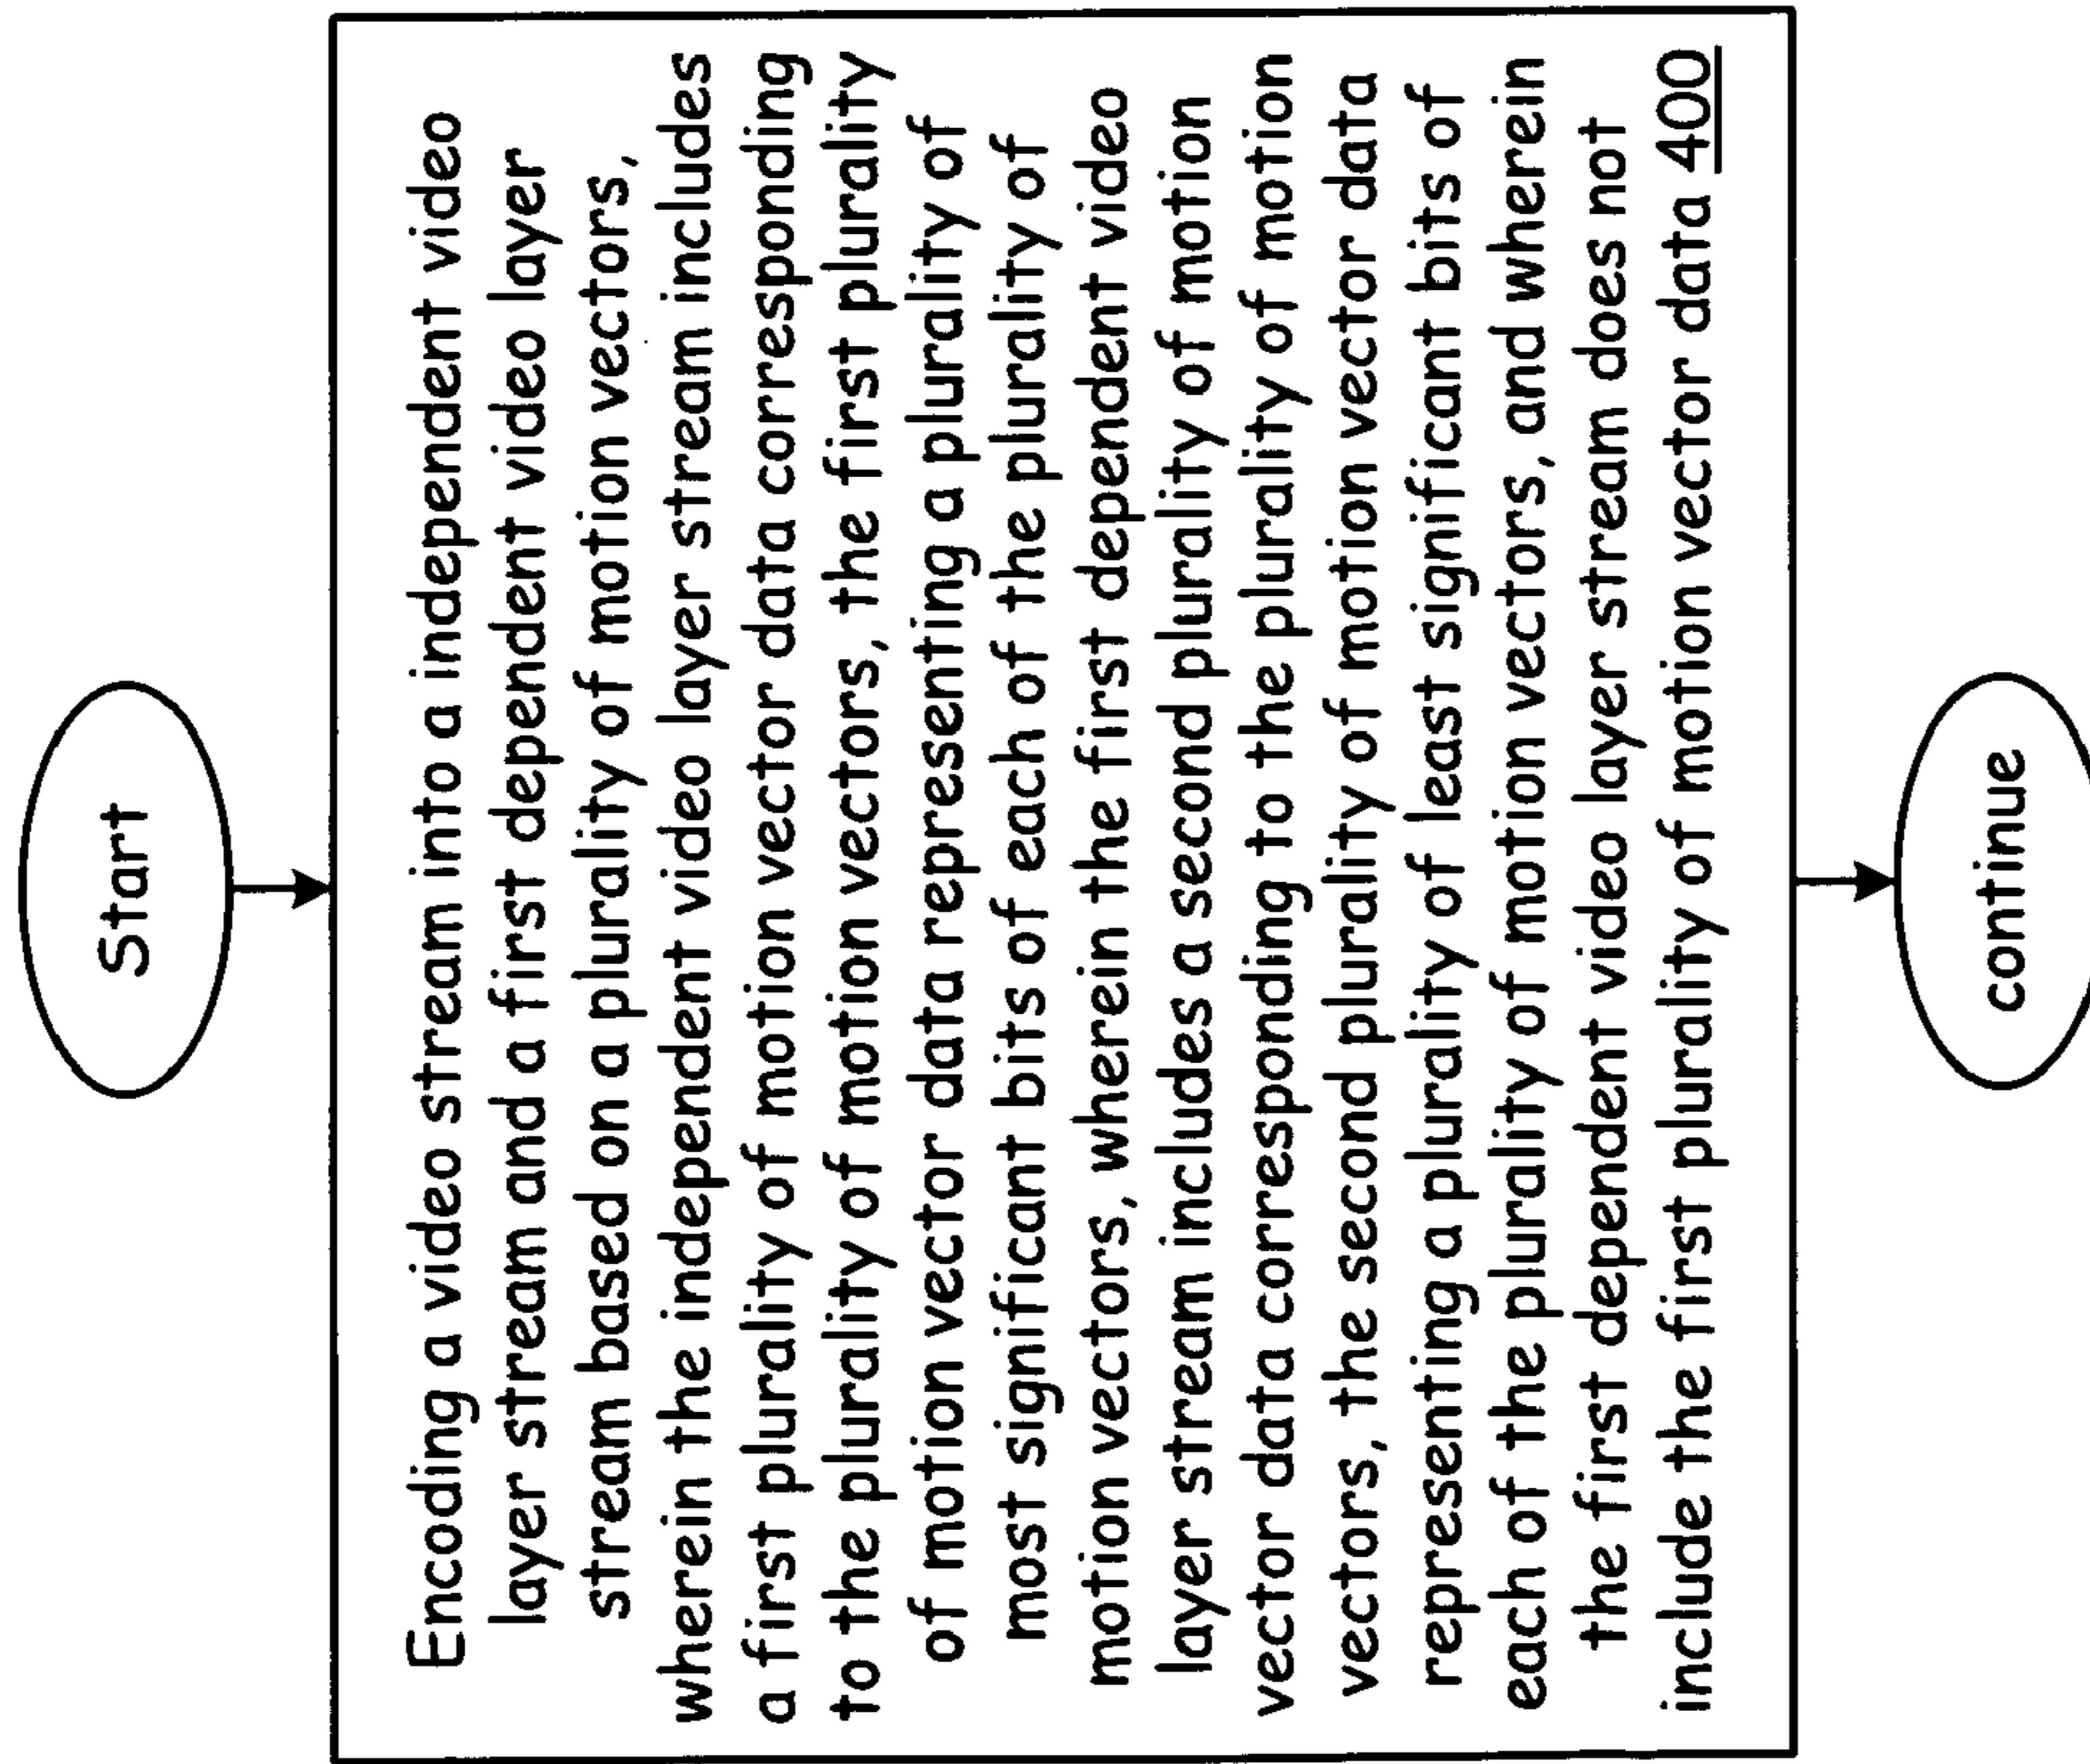 Start
Encoding a video stream into a independent video
layer stream and a first dependent video layer
stream based on a plurality of motion vectors,
wherein the independent video layer stream includes
a first plurality of motion vector data corresponding
to the plurality of motion vectors, the first plurality
of motion vector data representing a plurality of
most significant bits of each of the plurality of
motion vectors, wherein the first dependent video
layer stream includes a second plurality of motion
vector data corresponding to the plurality of motion
vectors, the second plurality of motion vector data
representing a plurality of least significant bits of
each of the plurality of motion vectors, and wherein
the first dependent video layer stream does not
include the first plurality of motion vector data 400
continue